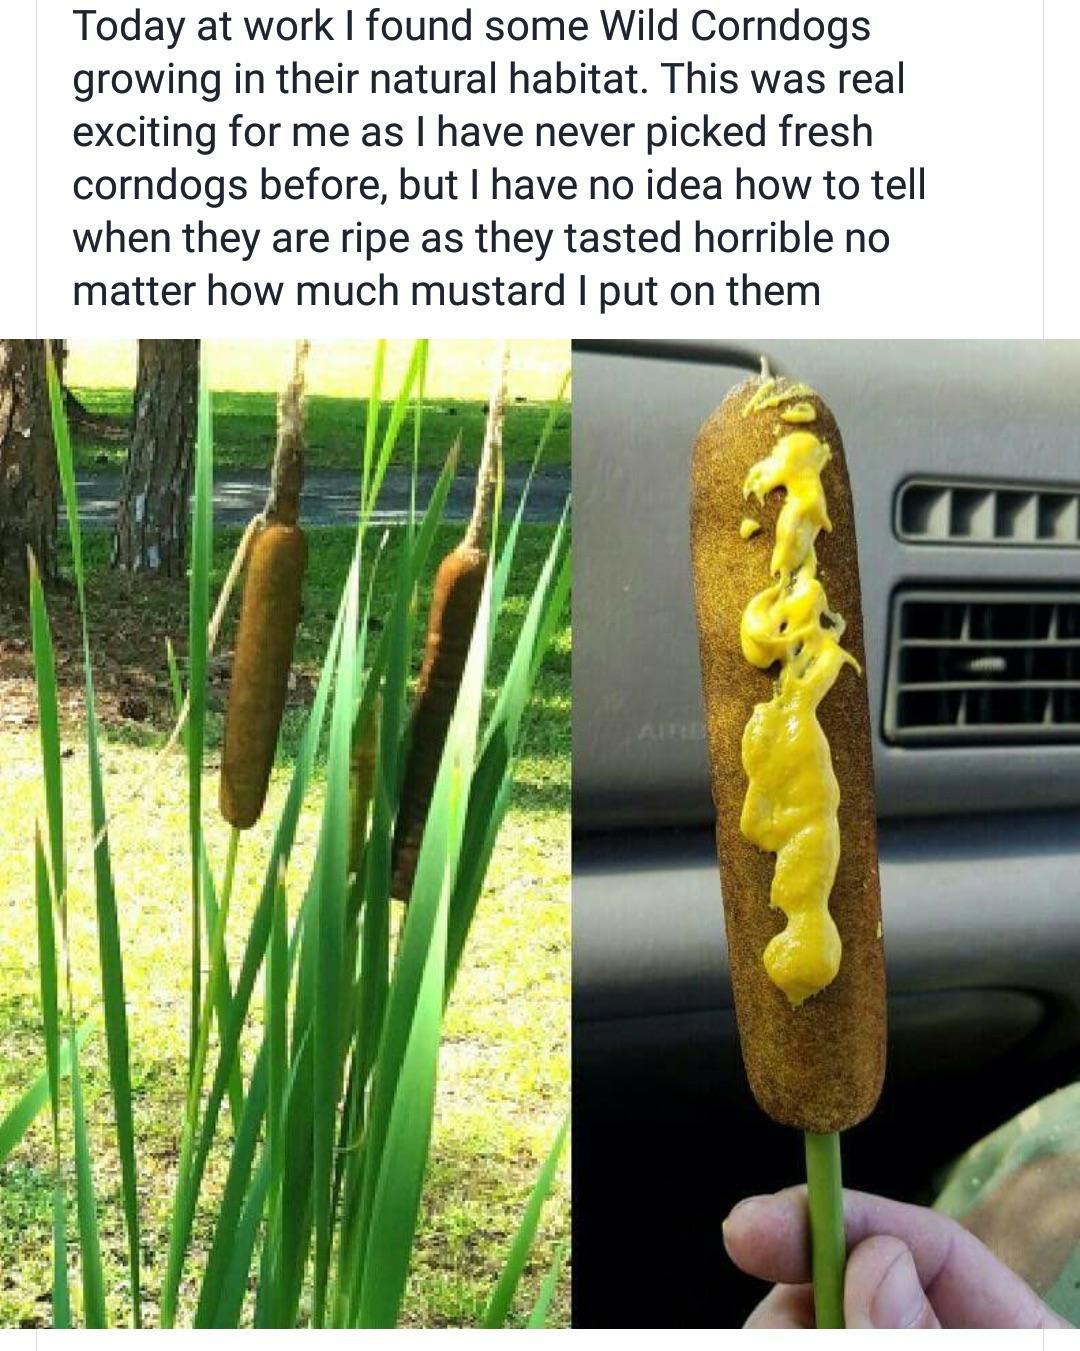 Today at work I found some Wild Corndogs
growing in their natural habitat. This was real
exciting for me as I have never picked fresh
corndogs before, but I have no idea how to tell
when they are ripe as they tasted horrible no
matter how much mustard I put on them